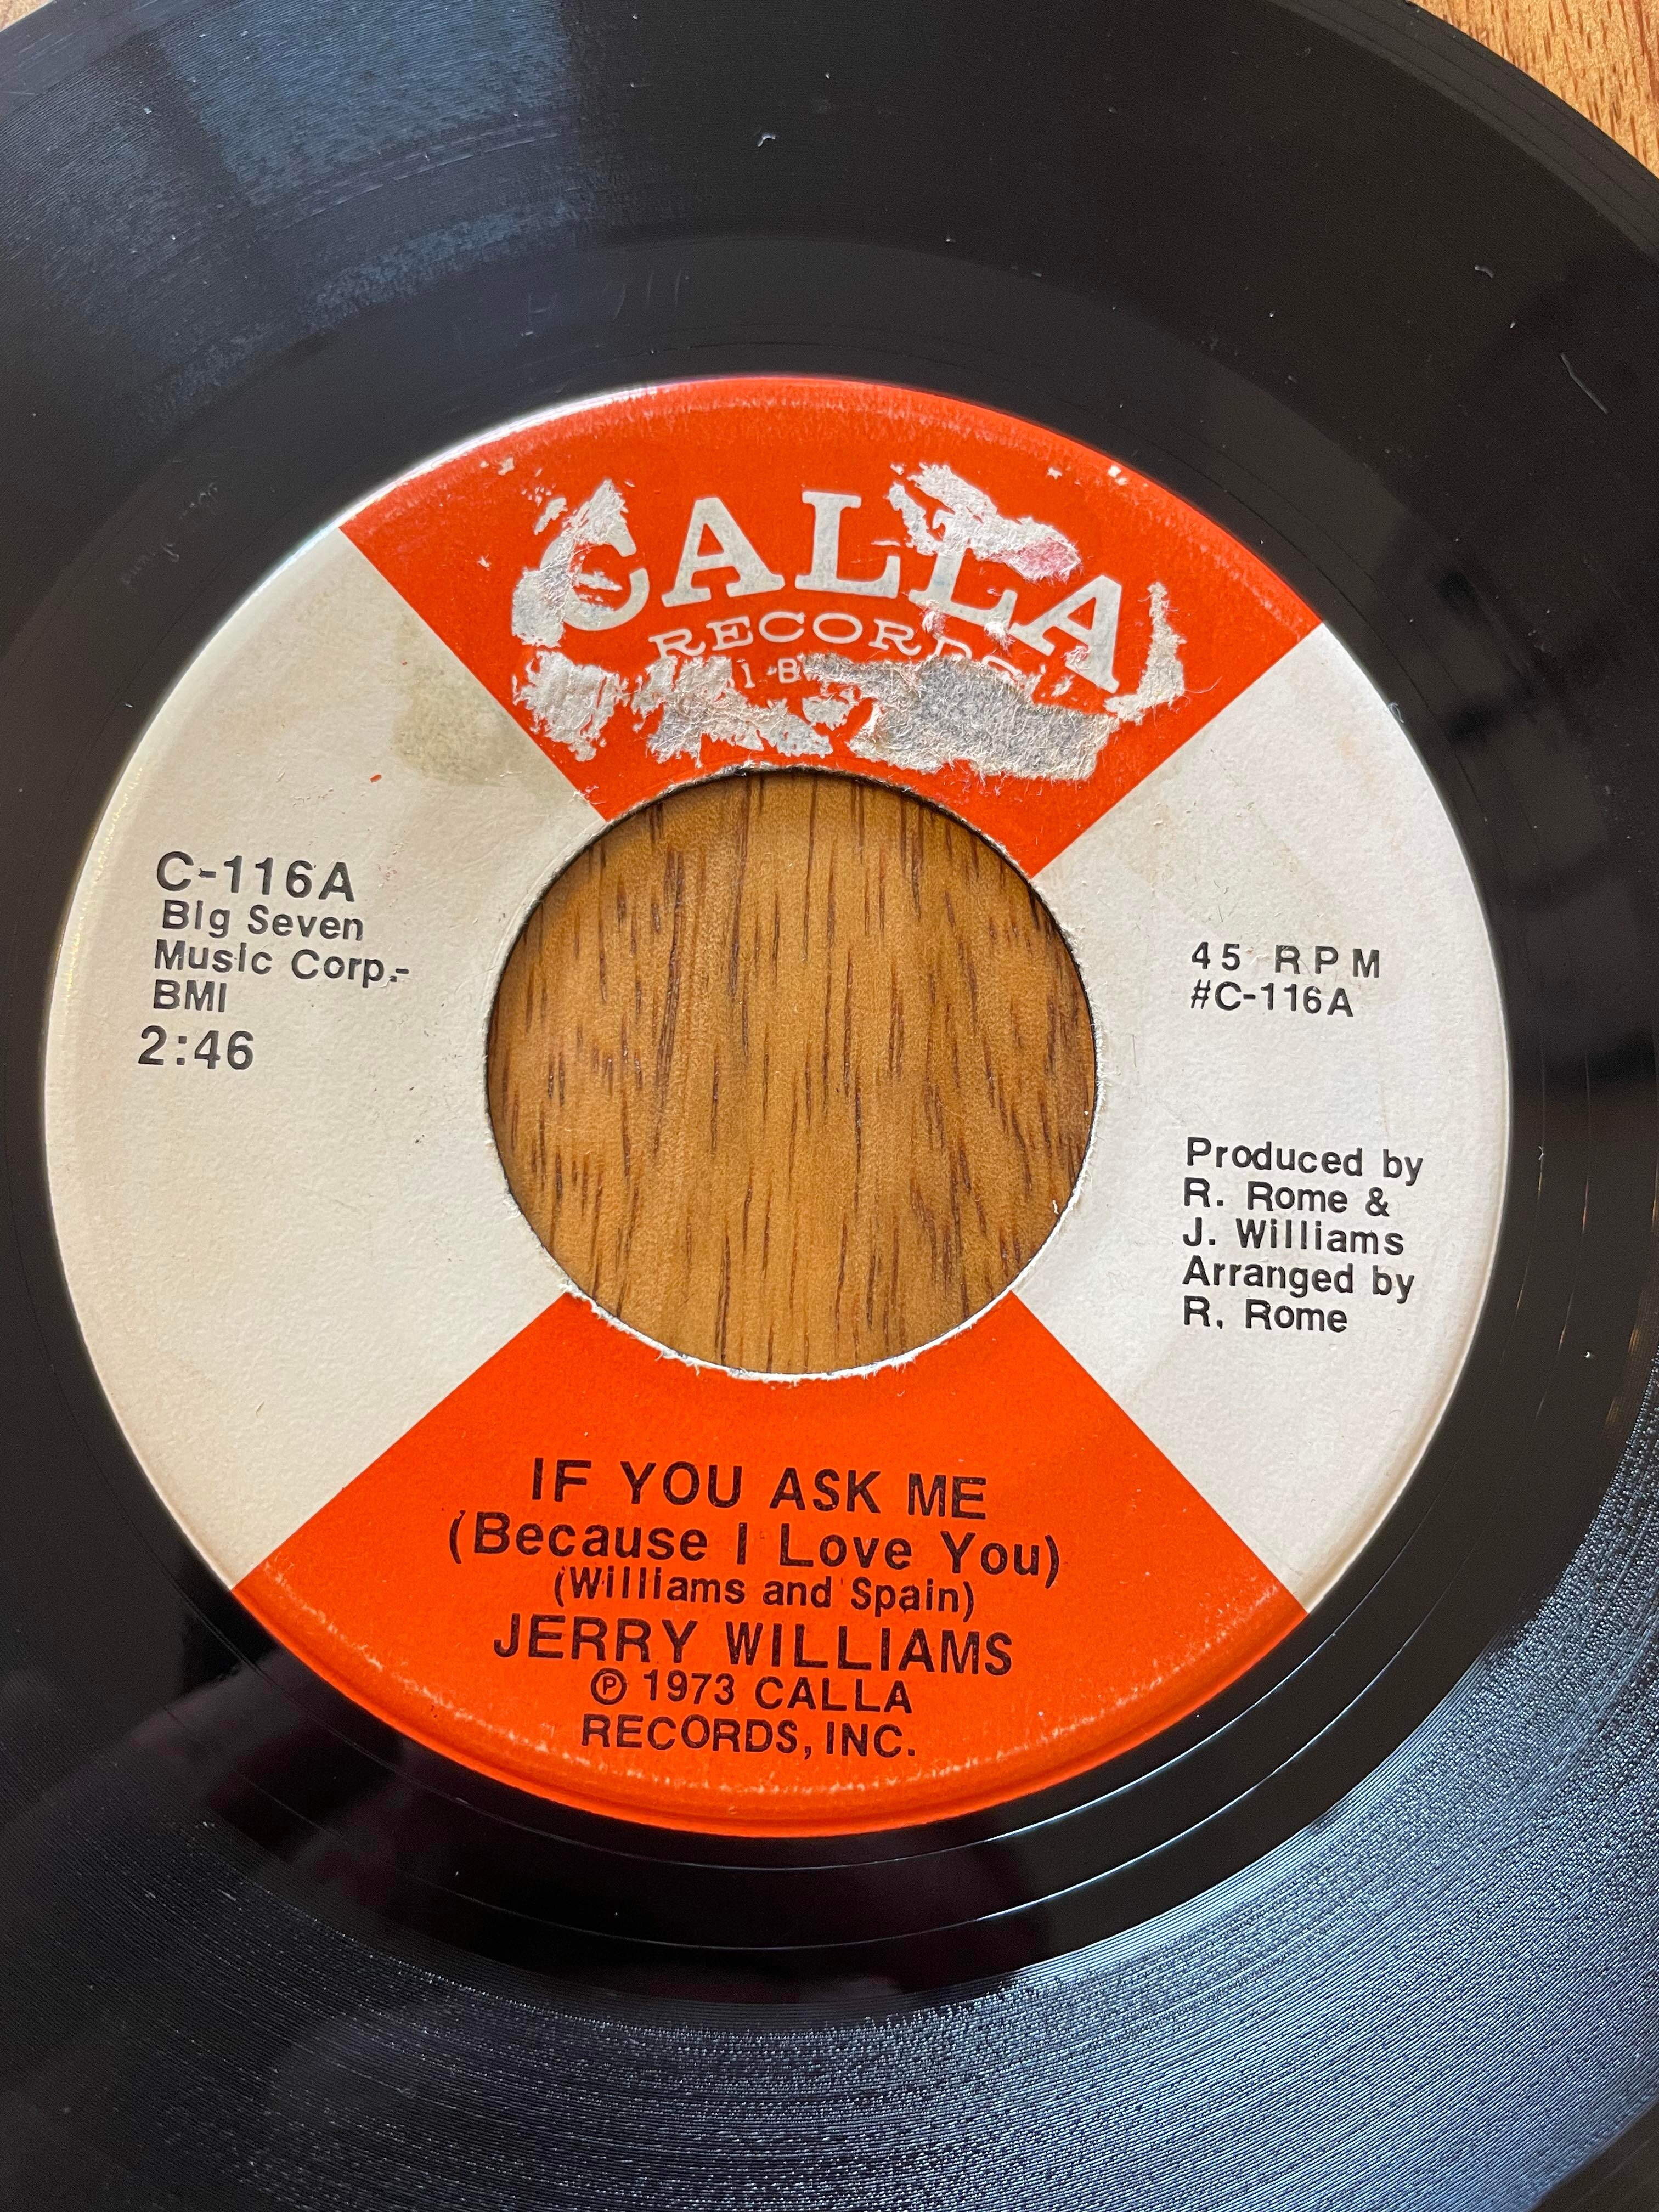 CALLA
RECORDS
C-116A
Big Seven
Music Corp.-
BMI
2:46
45 RPM
#C-116A
Produced by
R. Rome &
J. Williams
Arranged by
R. Rome
IF YOU ASK ME
(Because I Love You)
(Williams and Spain)
JERRY WILLIAMS
℗ 1973 CALLA
RECORDS, INC.